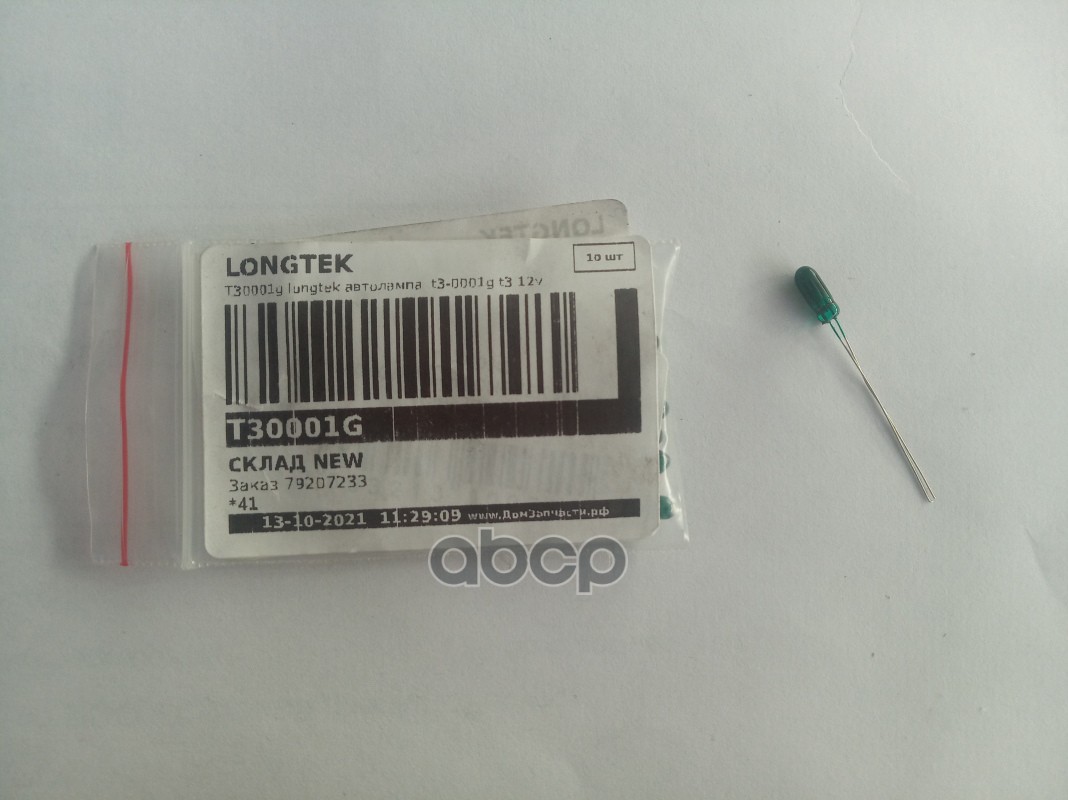 LONGTEK
LONGTEK
10 шт
T30001g longtek автолампа t3-0001g t3 12v
T30001G
СКЛАД NEW
Заказ 79207233
*41
13-10-2021 11:29:09 www.ДомЗапчасти.рф
abcp